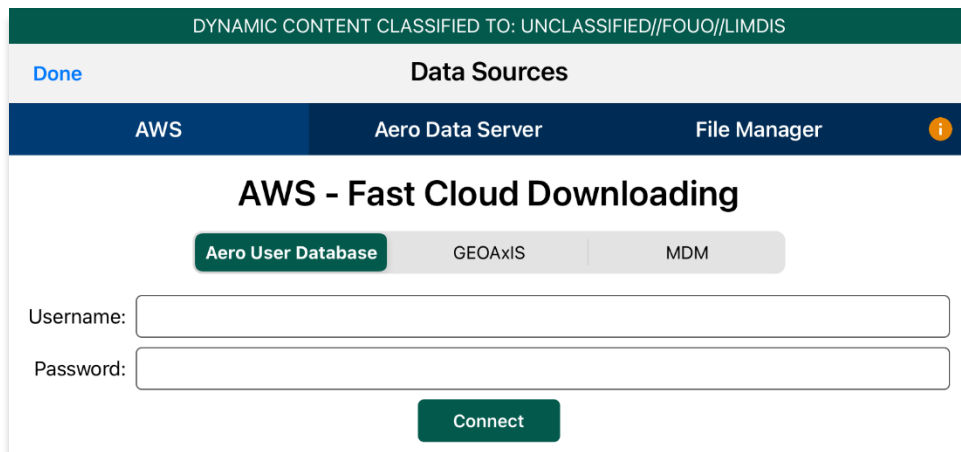 DYNAMIC CONTENT CLASSIFIED TO: UNCLASSIFIED//FOUO//LIMDIS
Done Data Sources
AWS Aero Data Server File Manager i
AWS - Fast Cloud Downloading
Aero User Database GEOAxIS MDM
Username:
Password:
Connect